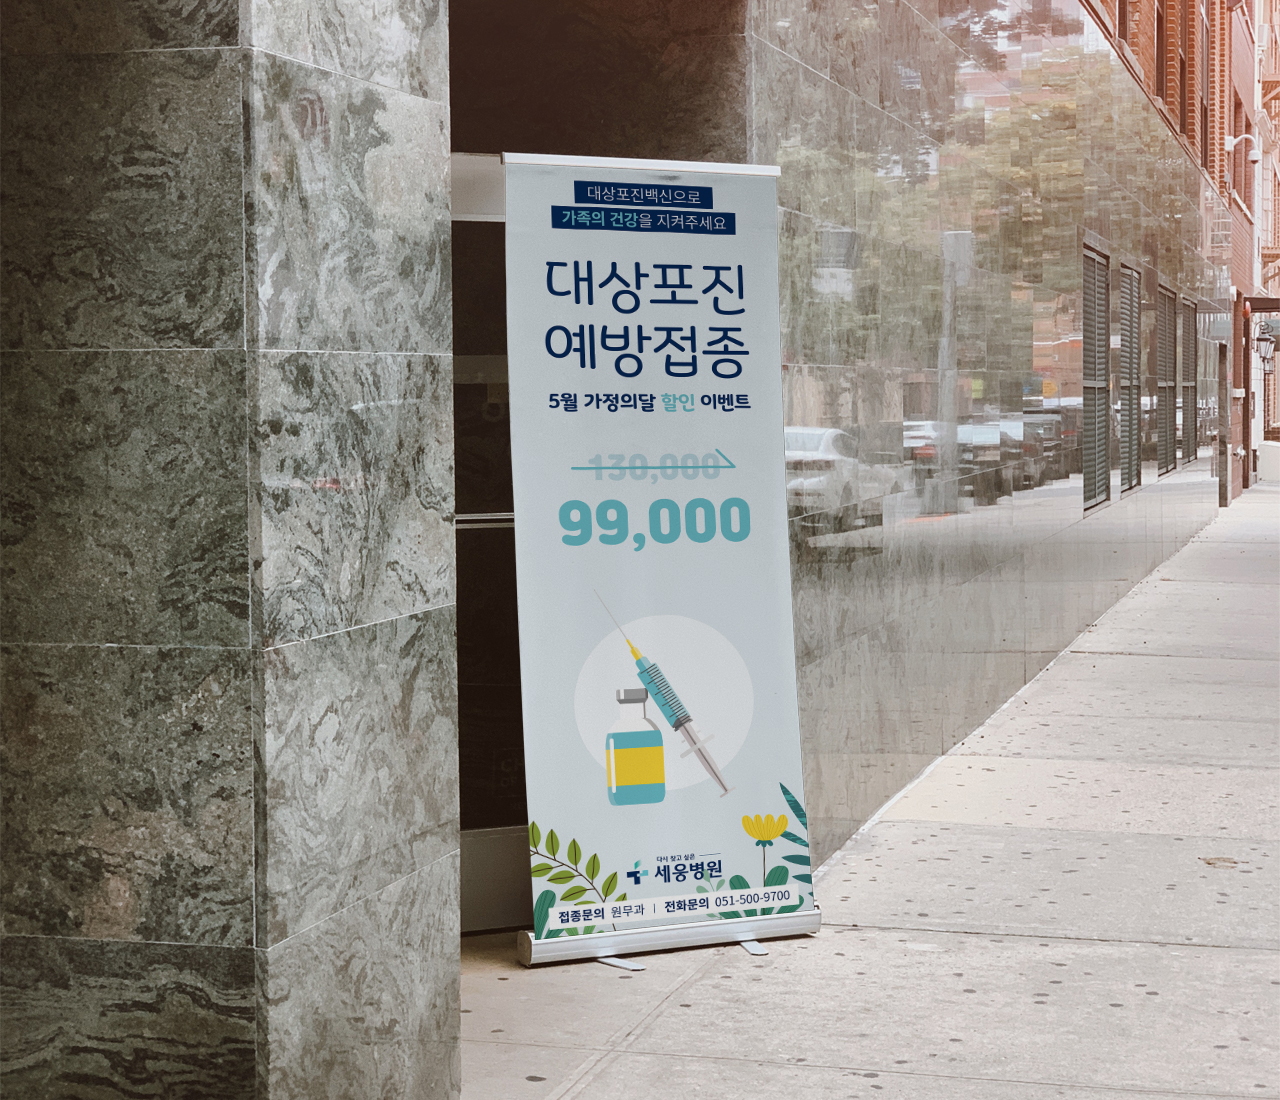 대상포진백신으로
가족의 건강을 지켜주세요
대상포진
예방접종
5월 가정의달 할인 이벤트
130,000
99,000
다시 찾고 싶은
세웅병원
접종문의 원무과 | 전화문의 051-500-9700